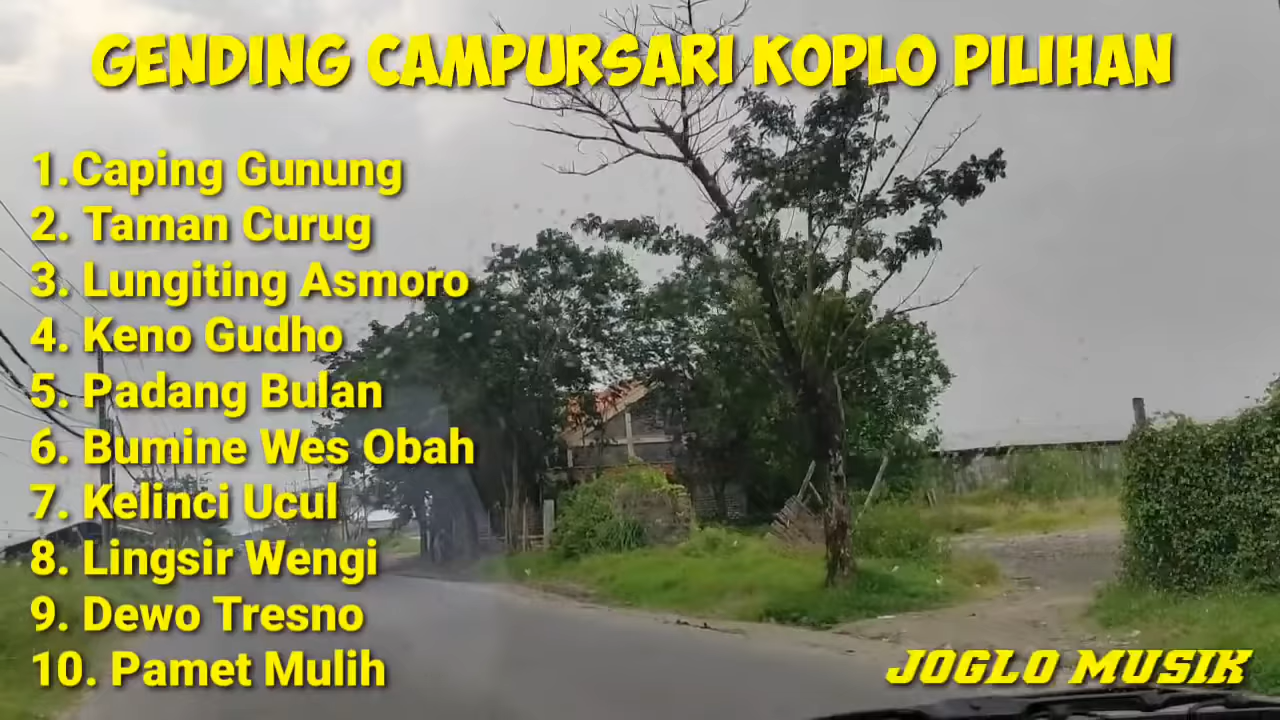 GENDING CAMPURSARI KOPLO PILIHAN
1.Caping Gunung
2. Taman Curug
3. Lungiting Asmoro
4. Keno Gudho
5. Padang Bulan
6. Bumine Wes Obah
7. Kelinci Ucul
8. Lingsir Wengi
9. Dewo Tresno
10. Pamet Mulih
JOGLO MUSIK